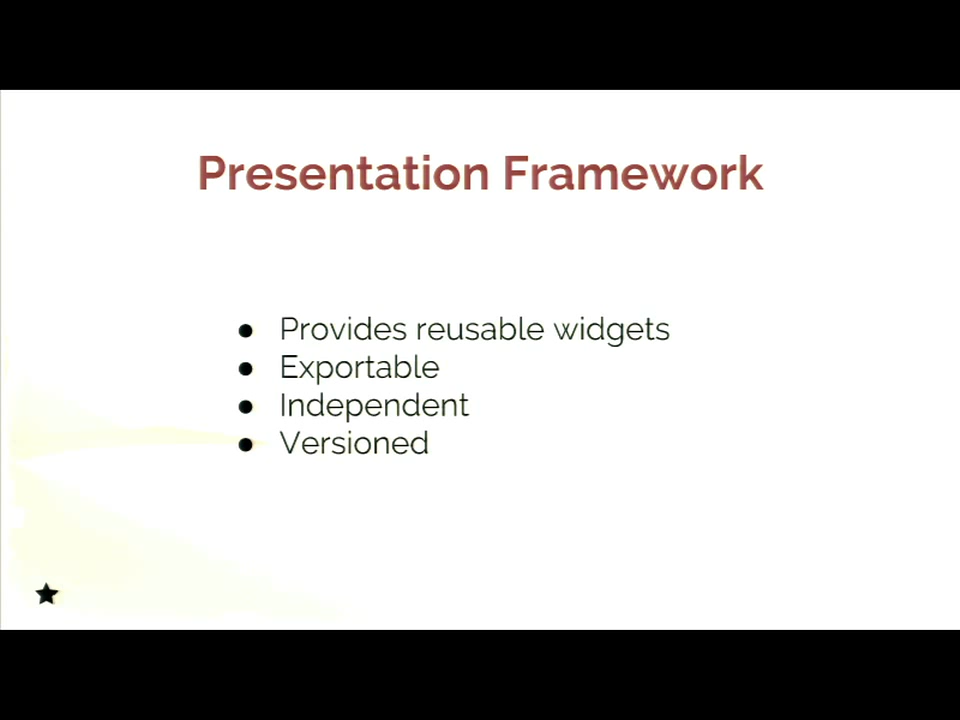 Presentation Framework
● Provides reusable widgets
● Exportable
● Independent
● Versioned